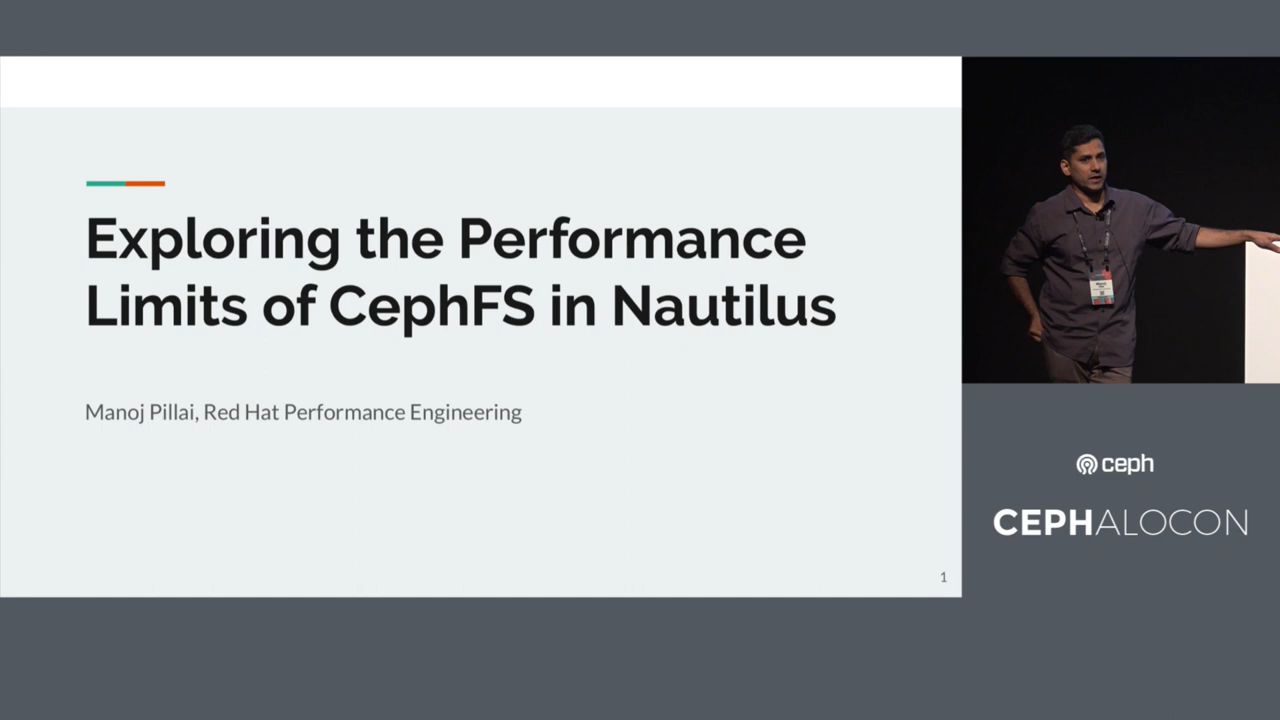 Exploring the Performance
Limits of CephFS in Nautilus
Manoj Pillai, Red Hat Performance Engineering
1
ceph
CEPHALOCON